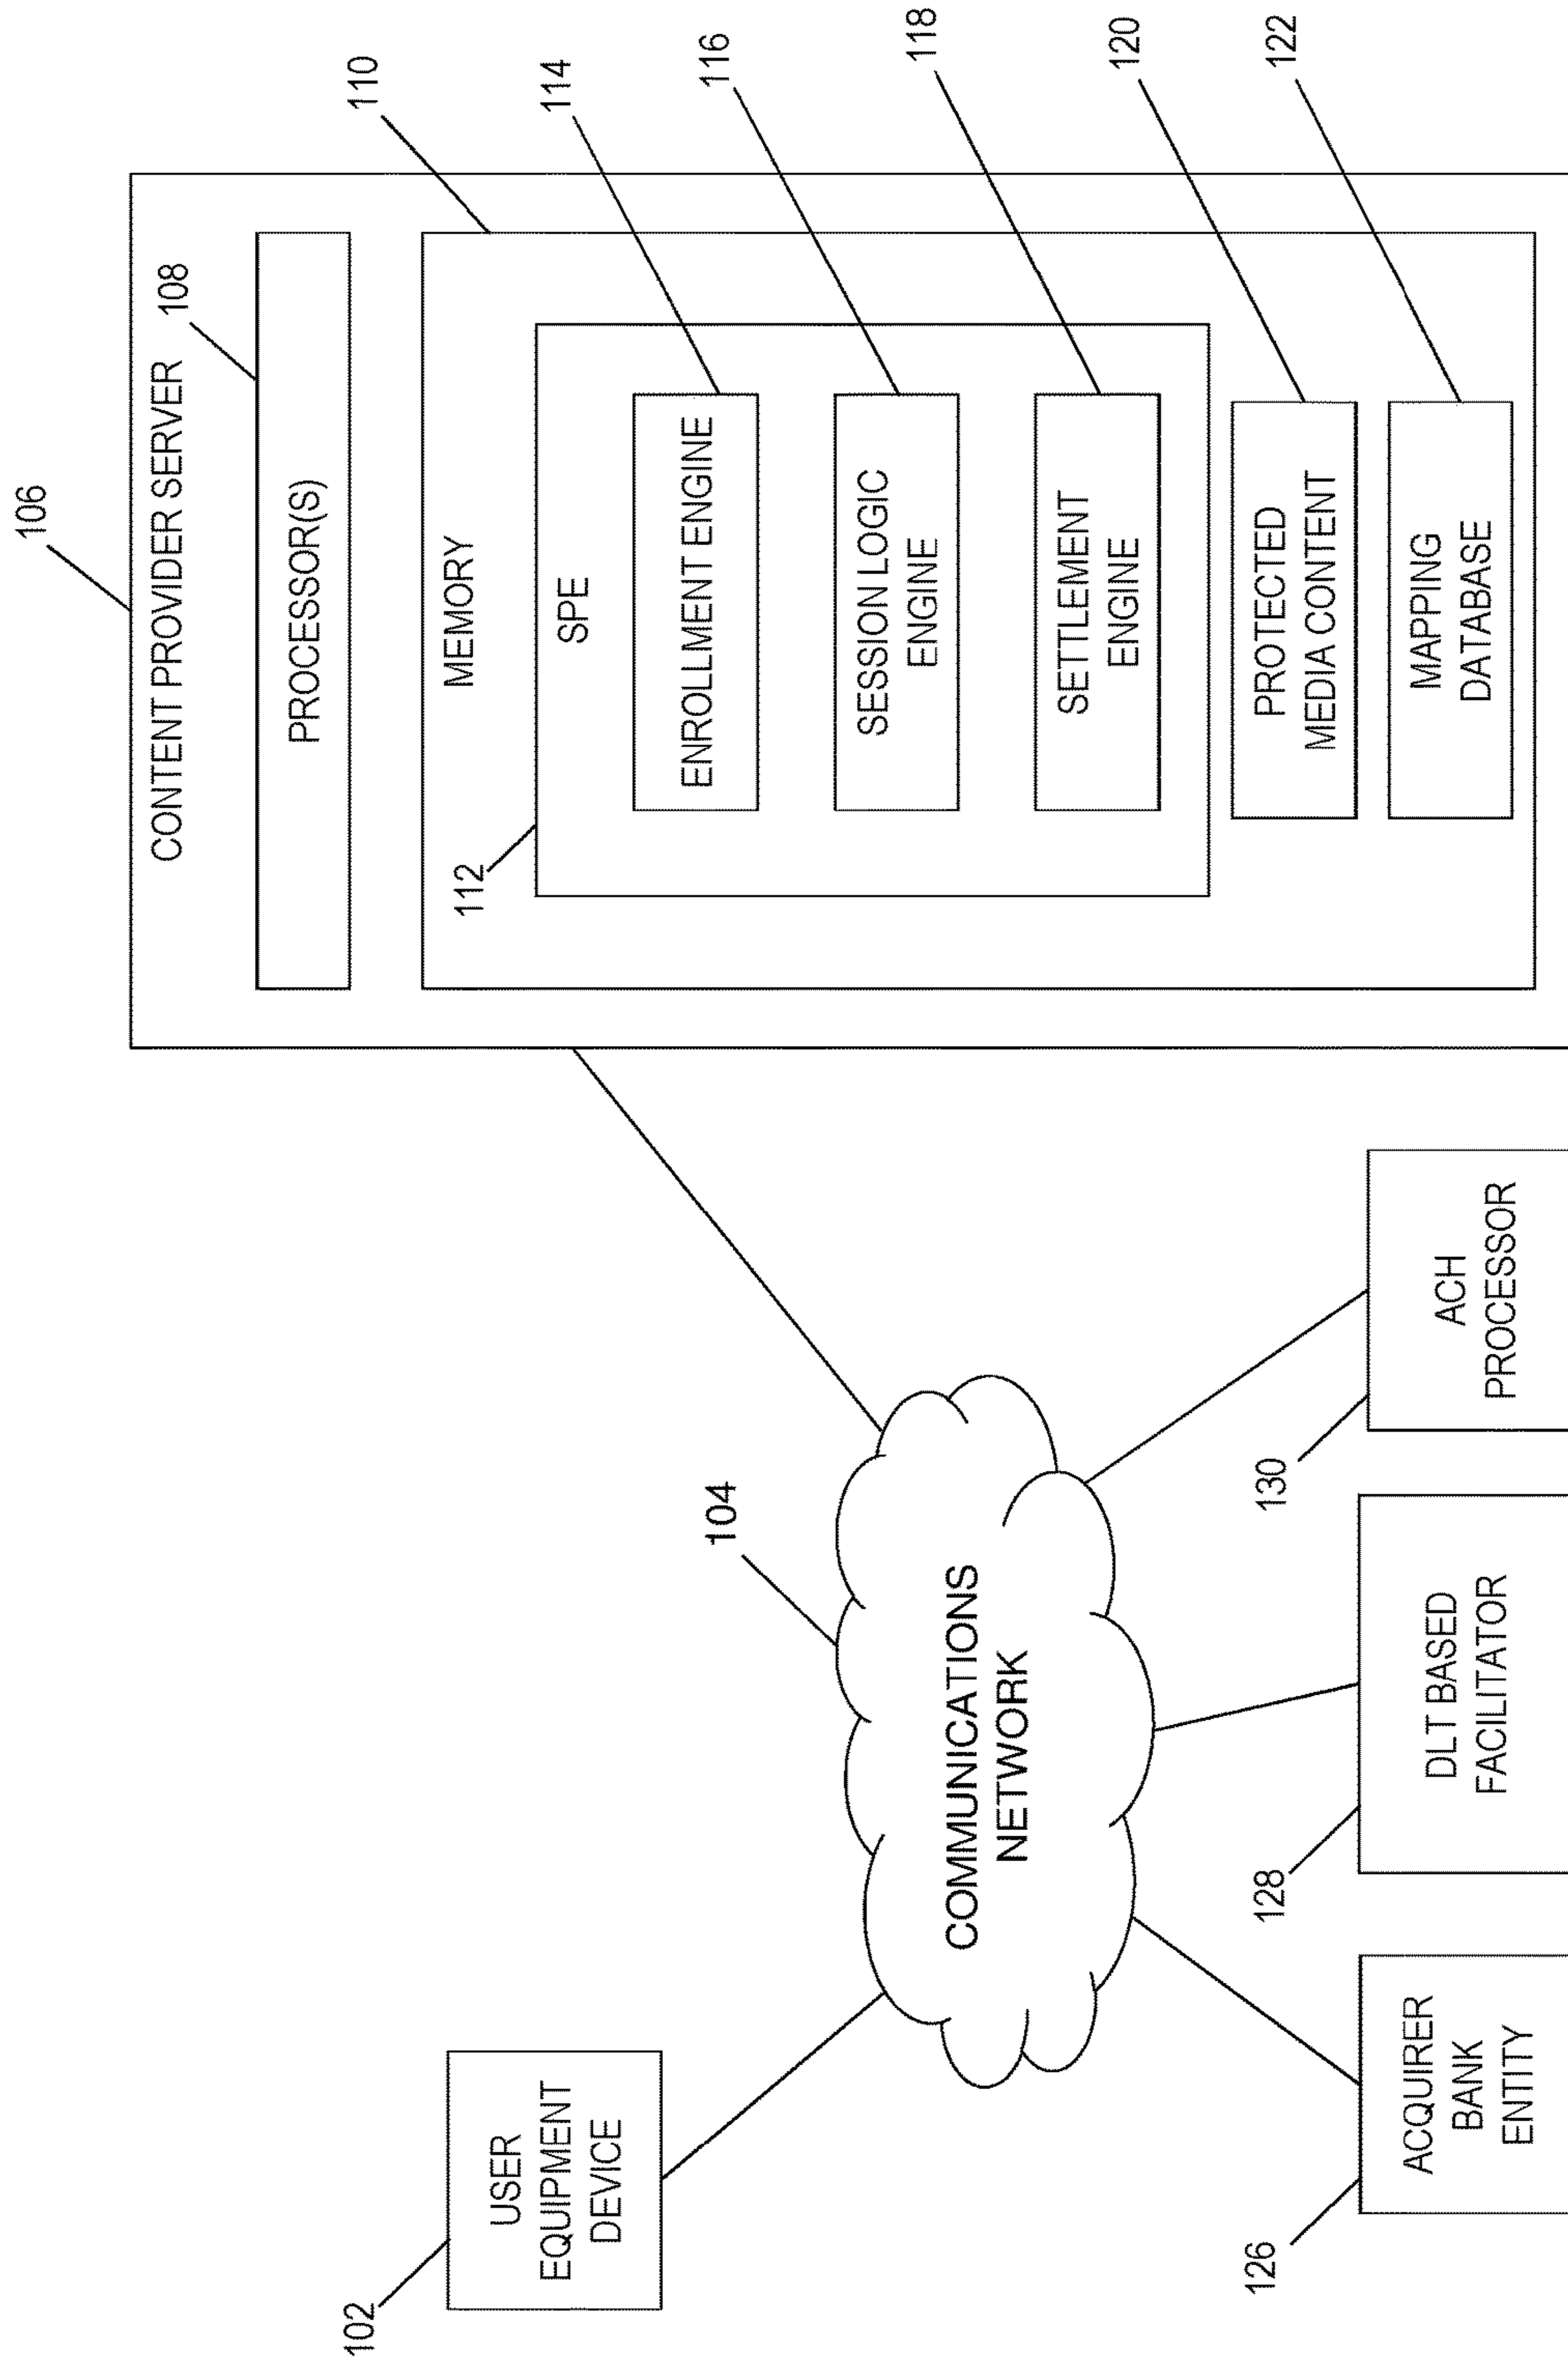 106
CONTENT PROVIDER SERVER
108
PROCESSOR(S)
110
MEMORY
112
SPE
114
ENROLLMENT ENGINE
116
SESSION LOGIC
ENGINE
118
SETTLEMENT
ENGINE
120
PROTECTED
MEDIA CONTENT
122
MAPPING
DATABASE
102
USER
EQUIPMENT
DEVICE
104
COMMUNICATIONS
NETWORK
126
ACQUIRER
BANK
ENTITY
128
DLT BASED
FACILITATOR
130
ACH
PROCESSOR